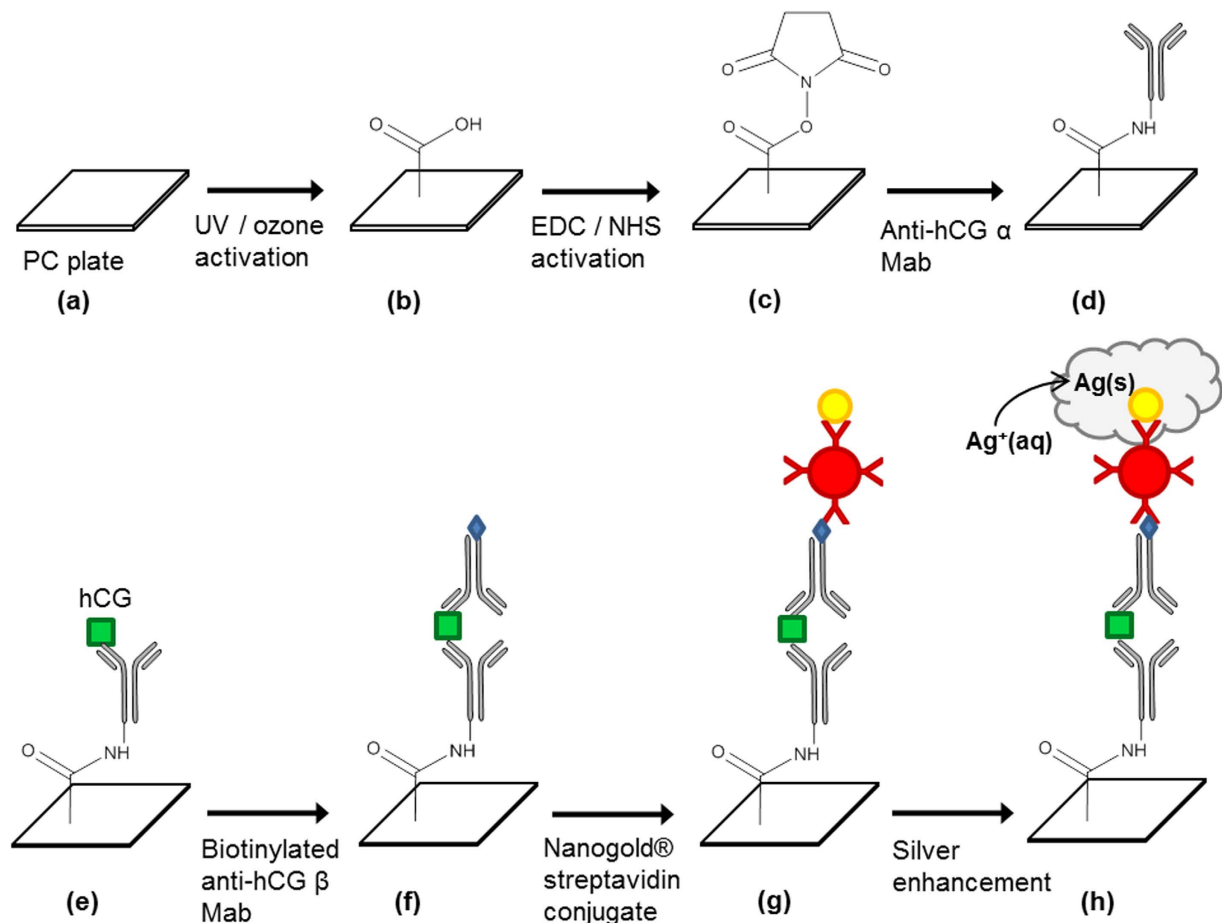 O
OH
O
O
N
O
O
O
NH
PC plate
UV / ozone
activation
EDC / NHS
activation
Anti-hCG α
Mab
(a)
(b)
(c)
(d)
Ag(s)
Ag⁺(aq)
hCG
O
NH
O
NH
O
NH
O
NH
Biotinylated
anti-hCG β
Mab
Nanogold®
streptavidin
conjugate
Silver
enhancement
(e)
(f)
(g)
(h)